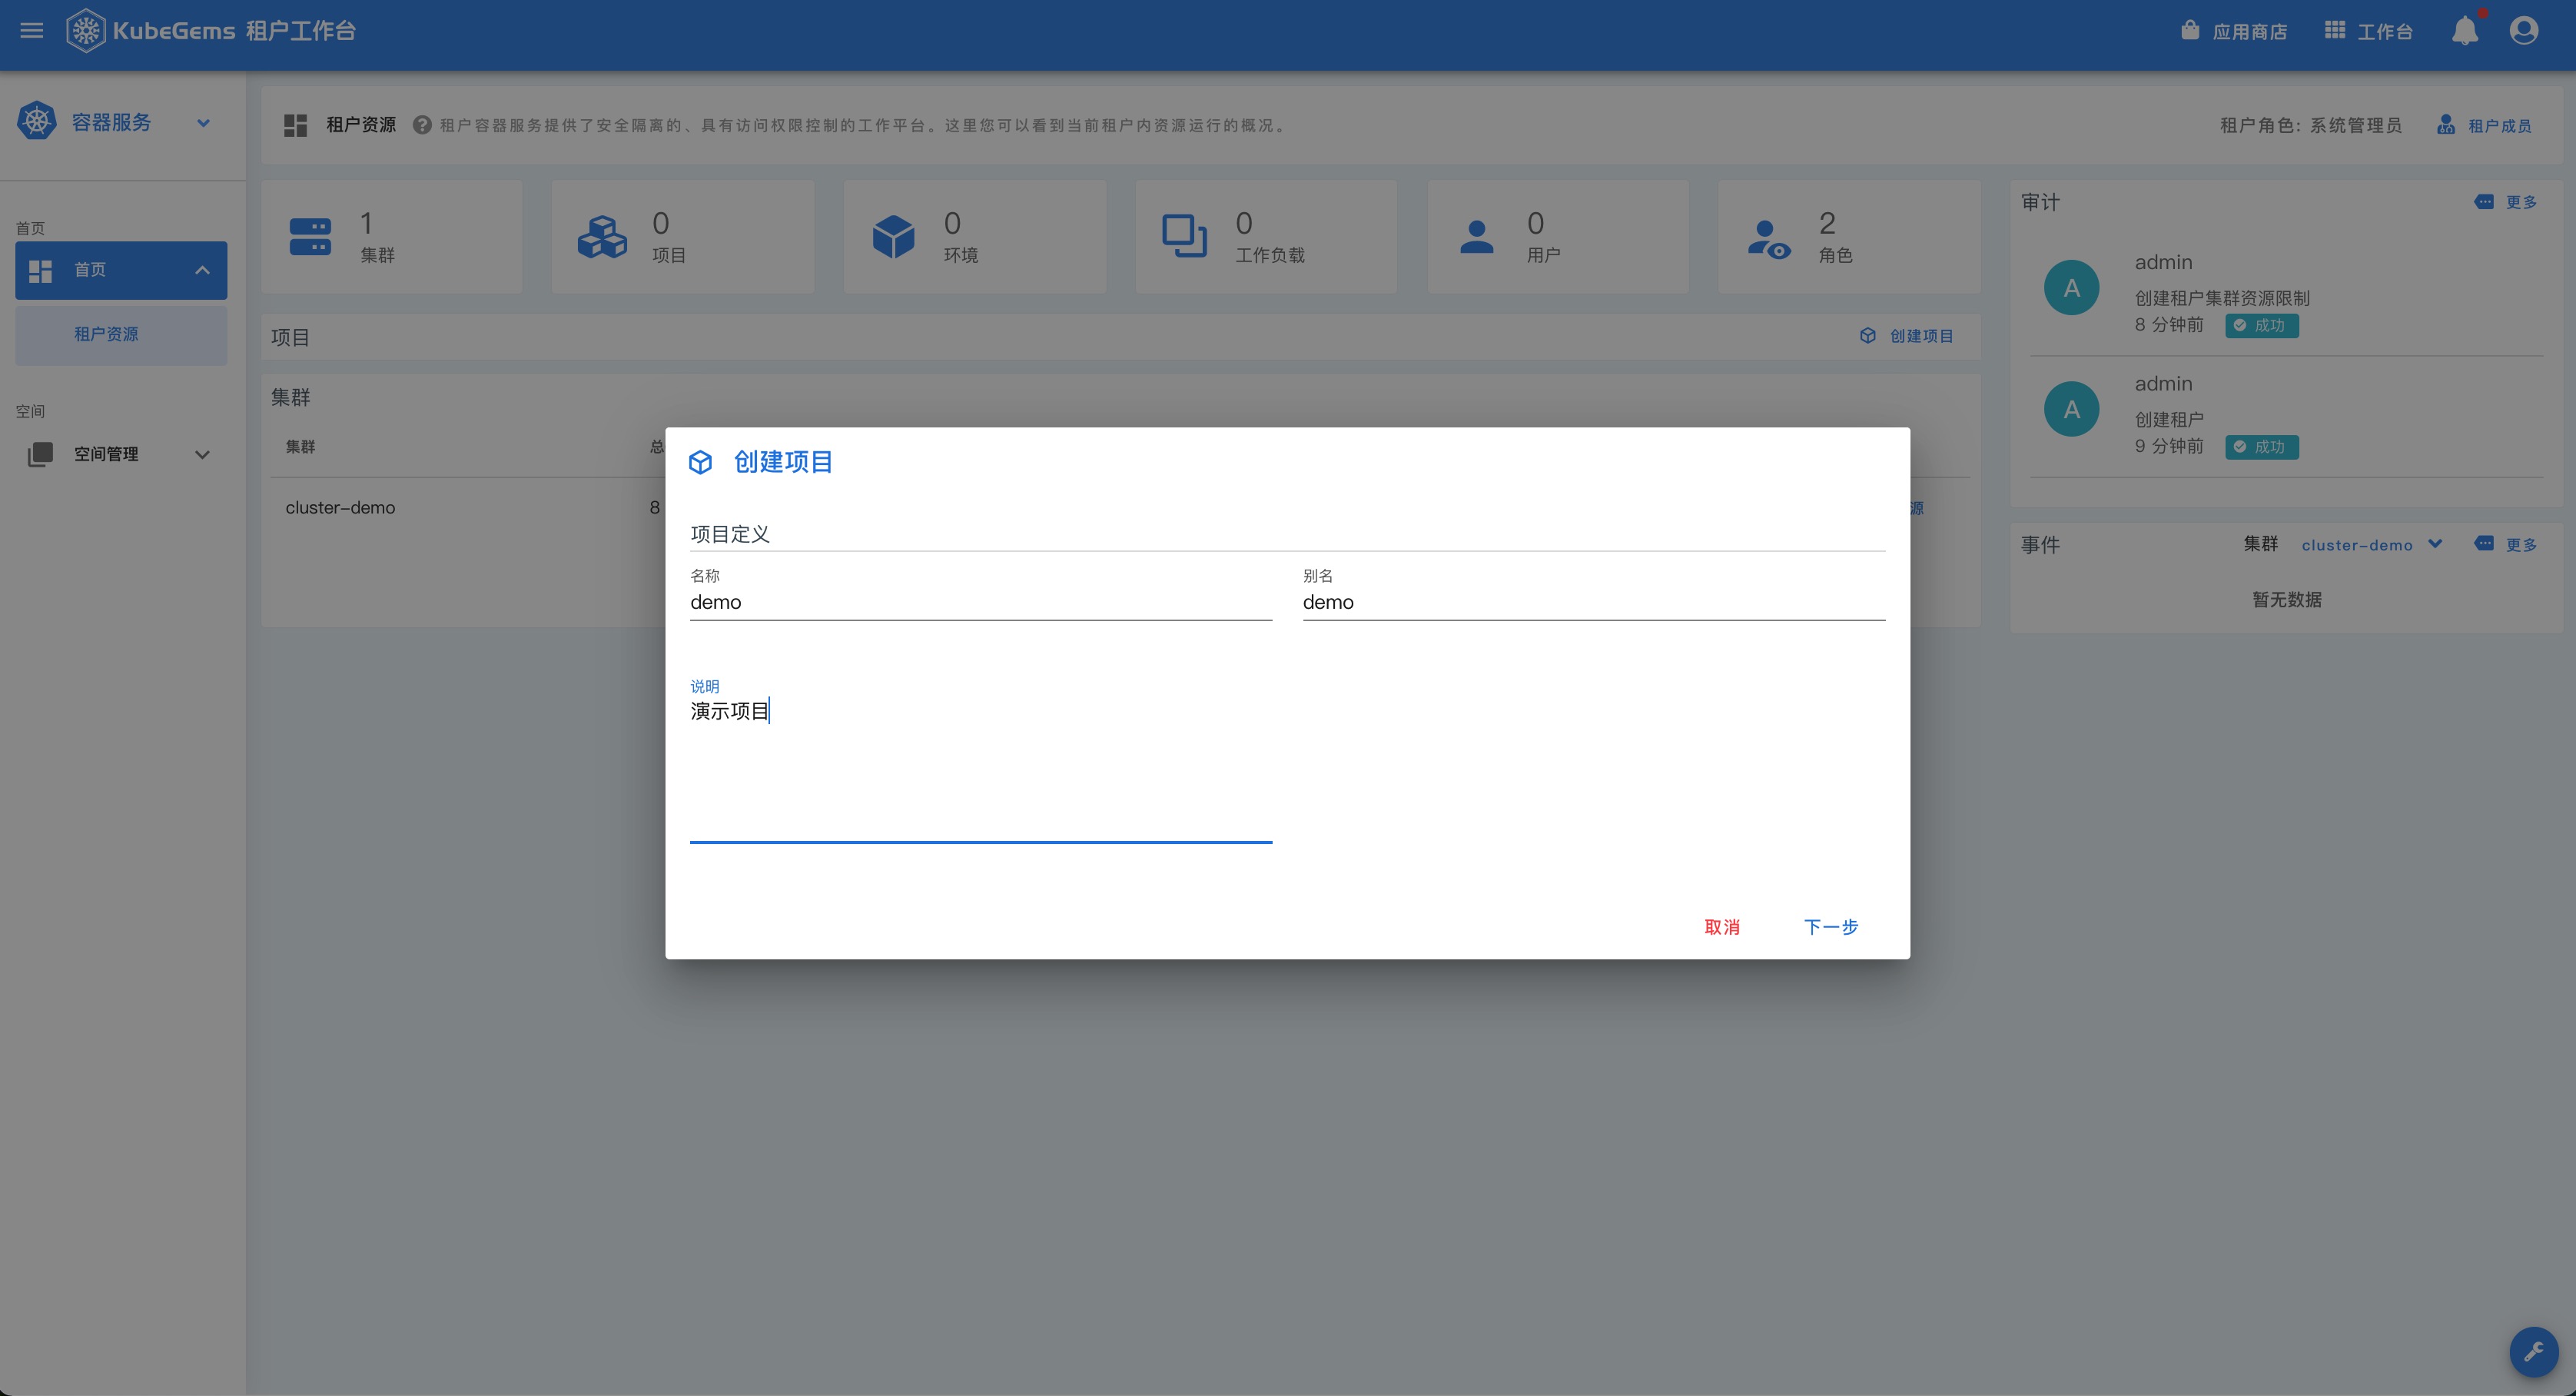 KubeGems 租户工作台
应用商店
工作台
容器服务
首页
首页
租户资源
空间
空间管理
租户资源
租户容器服务提供了安全隔离的、具有访问权限控制的工作平台。这里您可以看到当前租户内资源运行的概况。
租户角色: 系统管理员
租户成员
1
集群
0
项目
0
环境
0
工作负载
0
用户
2
角色
项目
创建项目
集群
集群
总
cluster-demo
8
源
审计
更多
A
admin
创建租户集群资源限制
8 分钟前
成功
A
admin
创建租户
9 分钟前
成功
事件
集群
cluster-demo
更多
暂无数据
创建项目
项目定义
名称
demo
别名
demo
说明
演示项目
取消
下一步